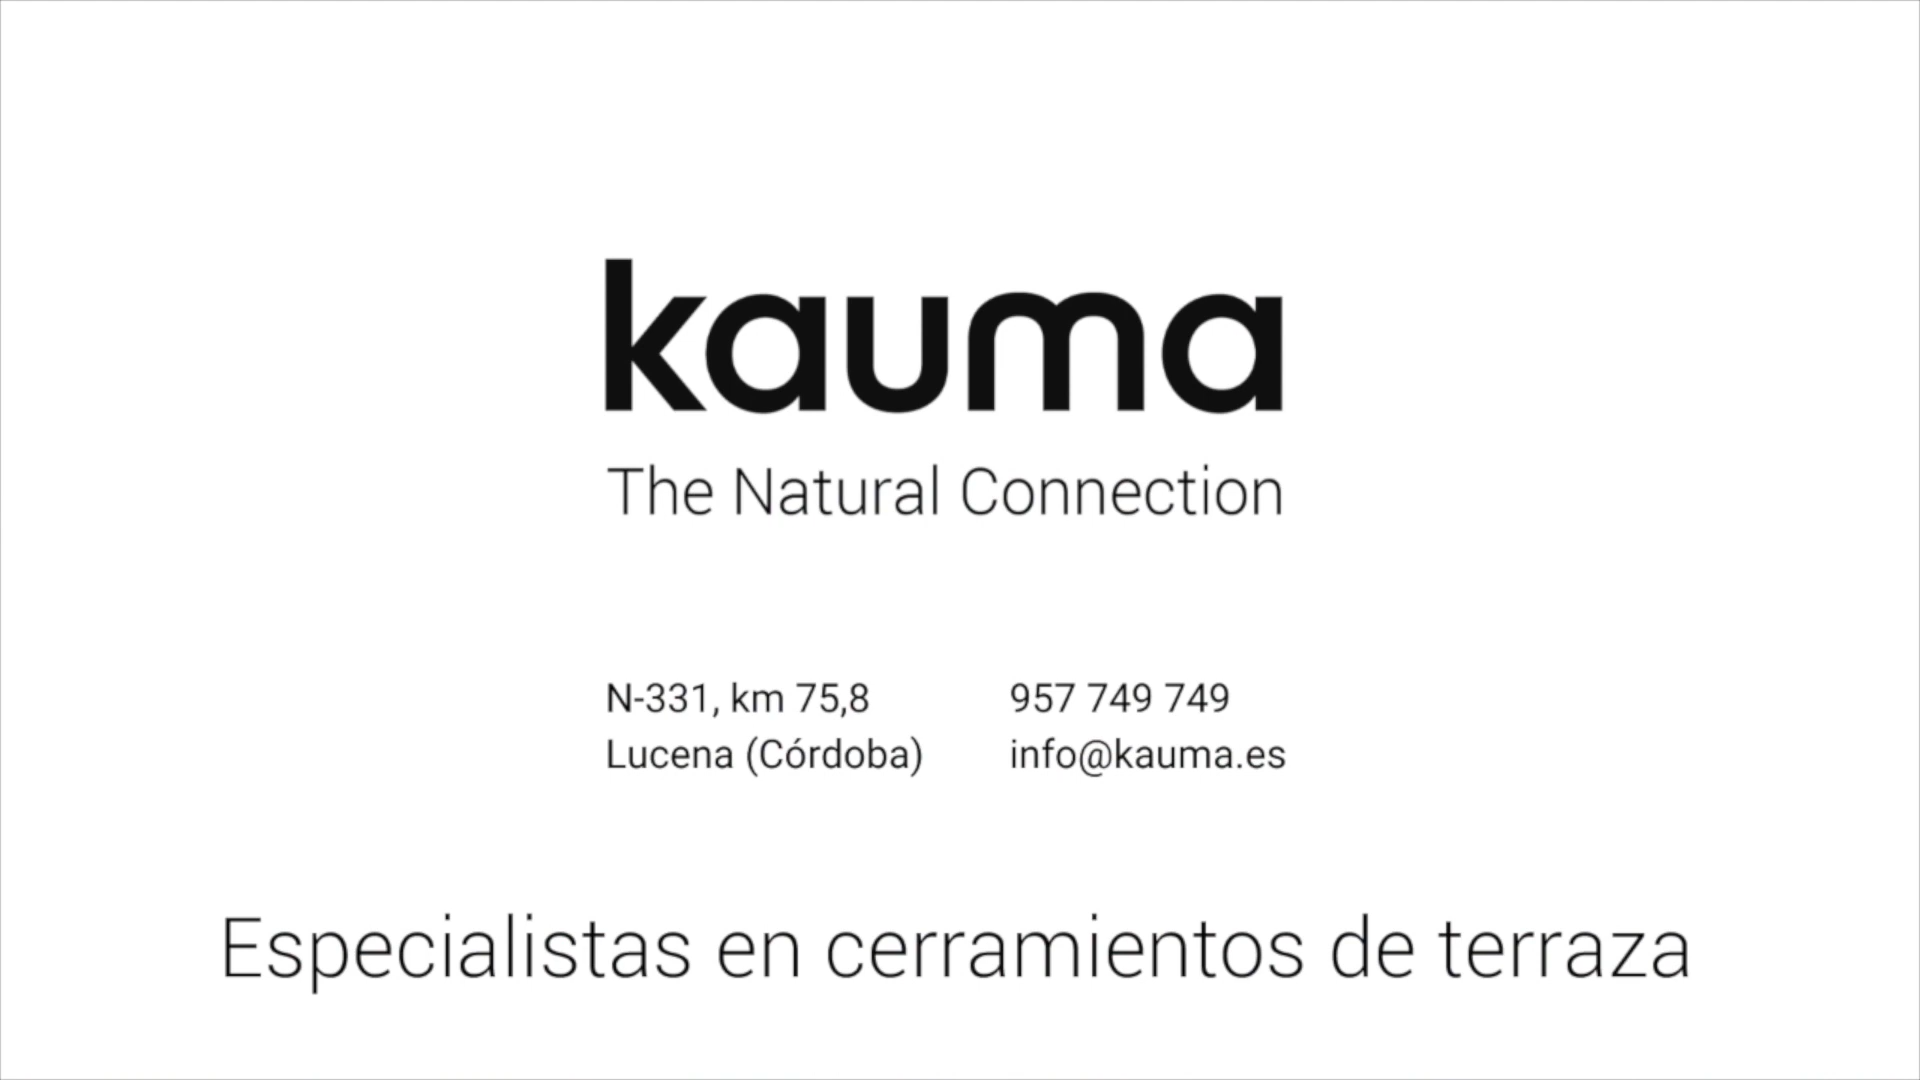 kauma
The Natural Connection
N-331, km 75,8
Lucena (Córdoba)
957 749 749
info@kauma.es
Especialistas en cerramientos de terraza